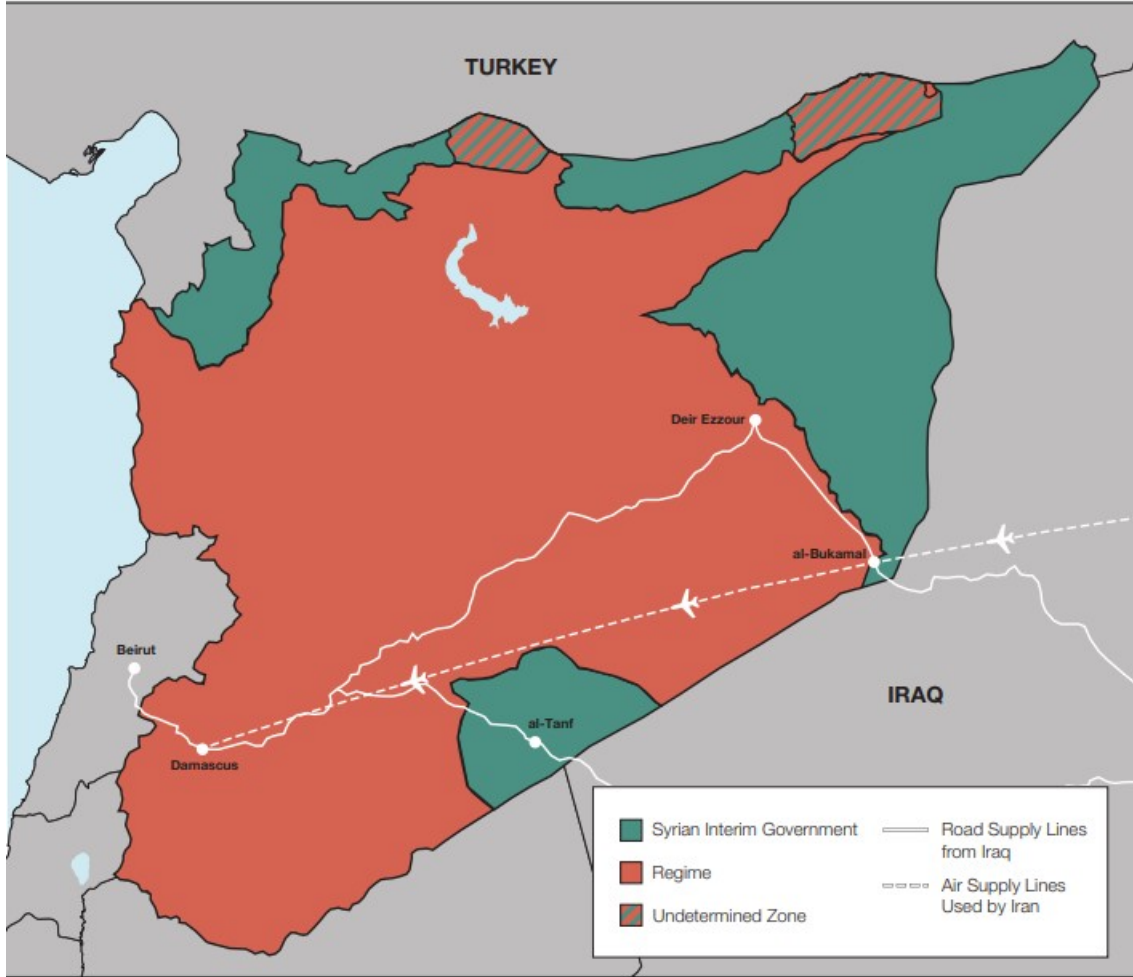 TURKEY
Deir Ezzour
al-Bukamal
Beirut
IRAQ
al-Tanf
Damascus
Syrian Interim Government
Regime
Undetermined Zone
Road Supply Lines
from Iraq
Air Supply Lines
Used by Iran